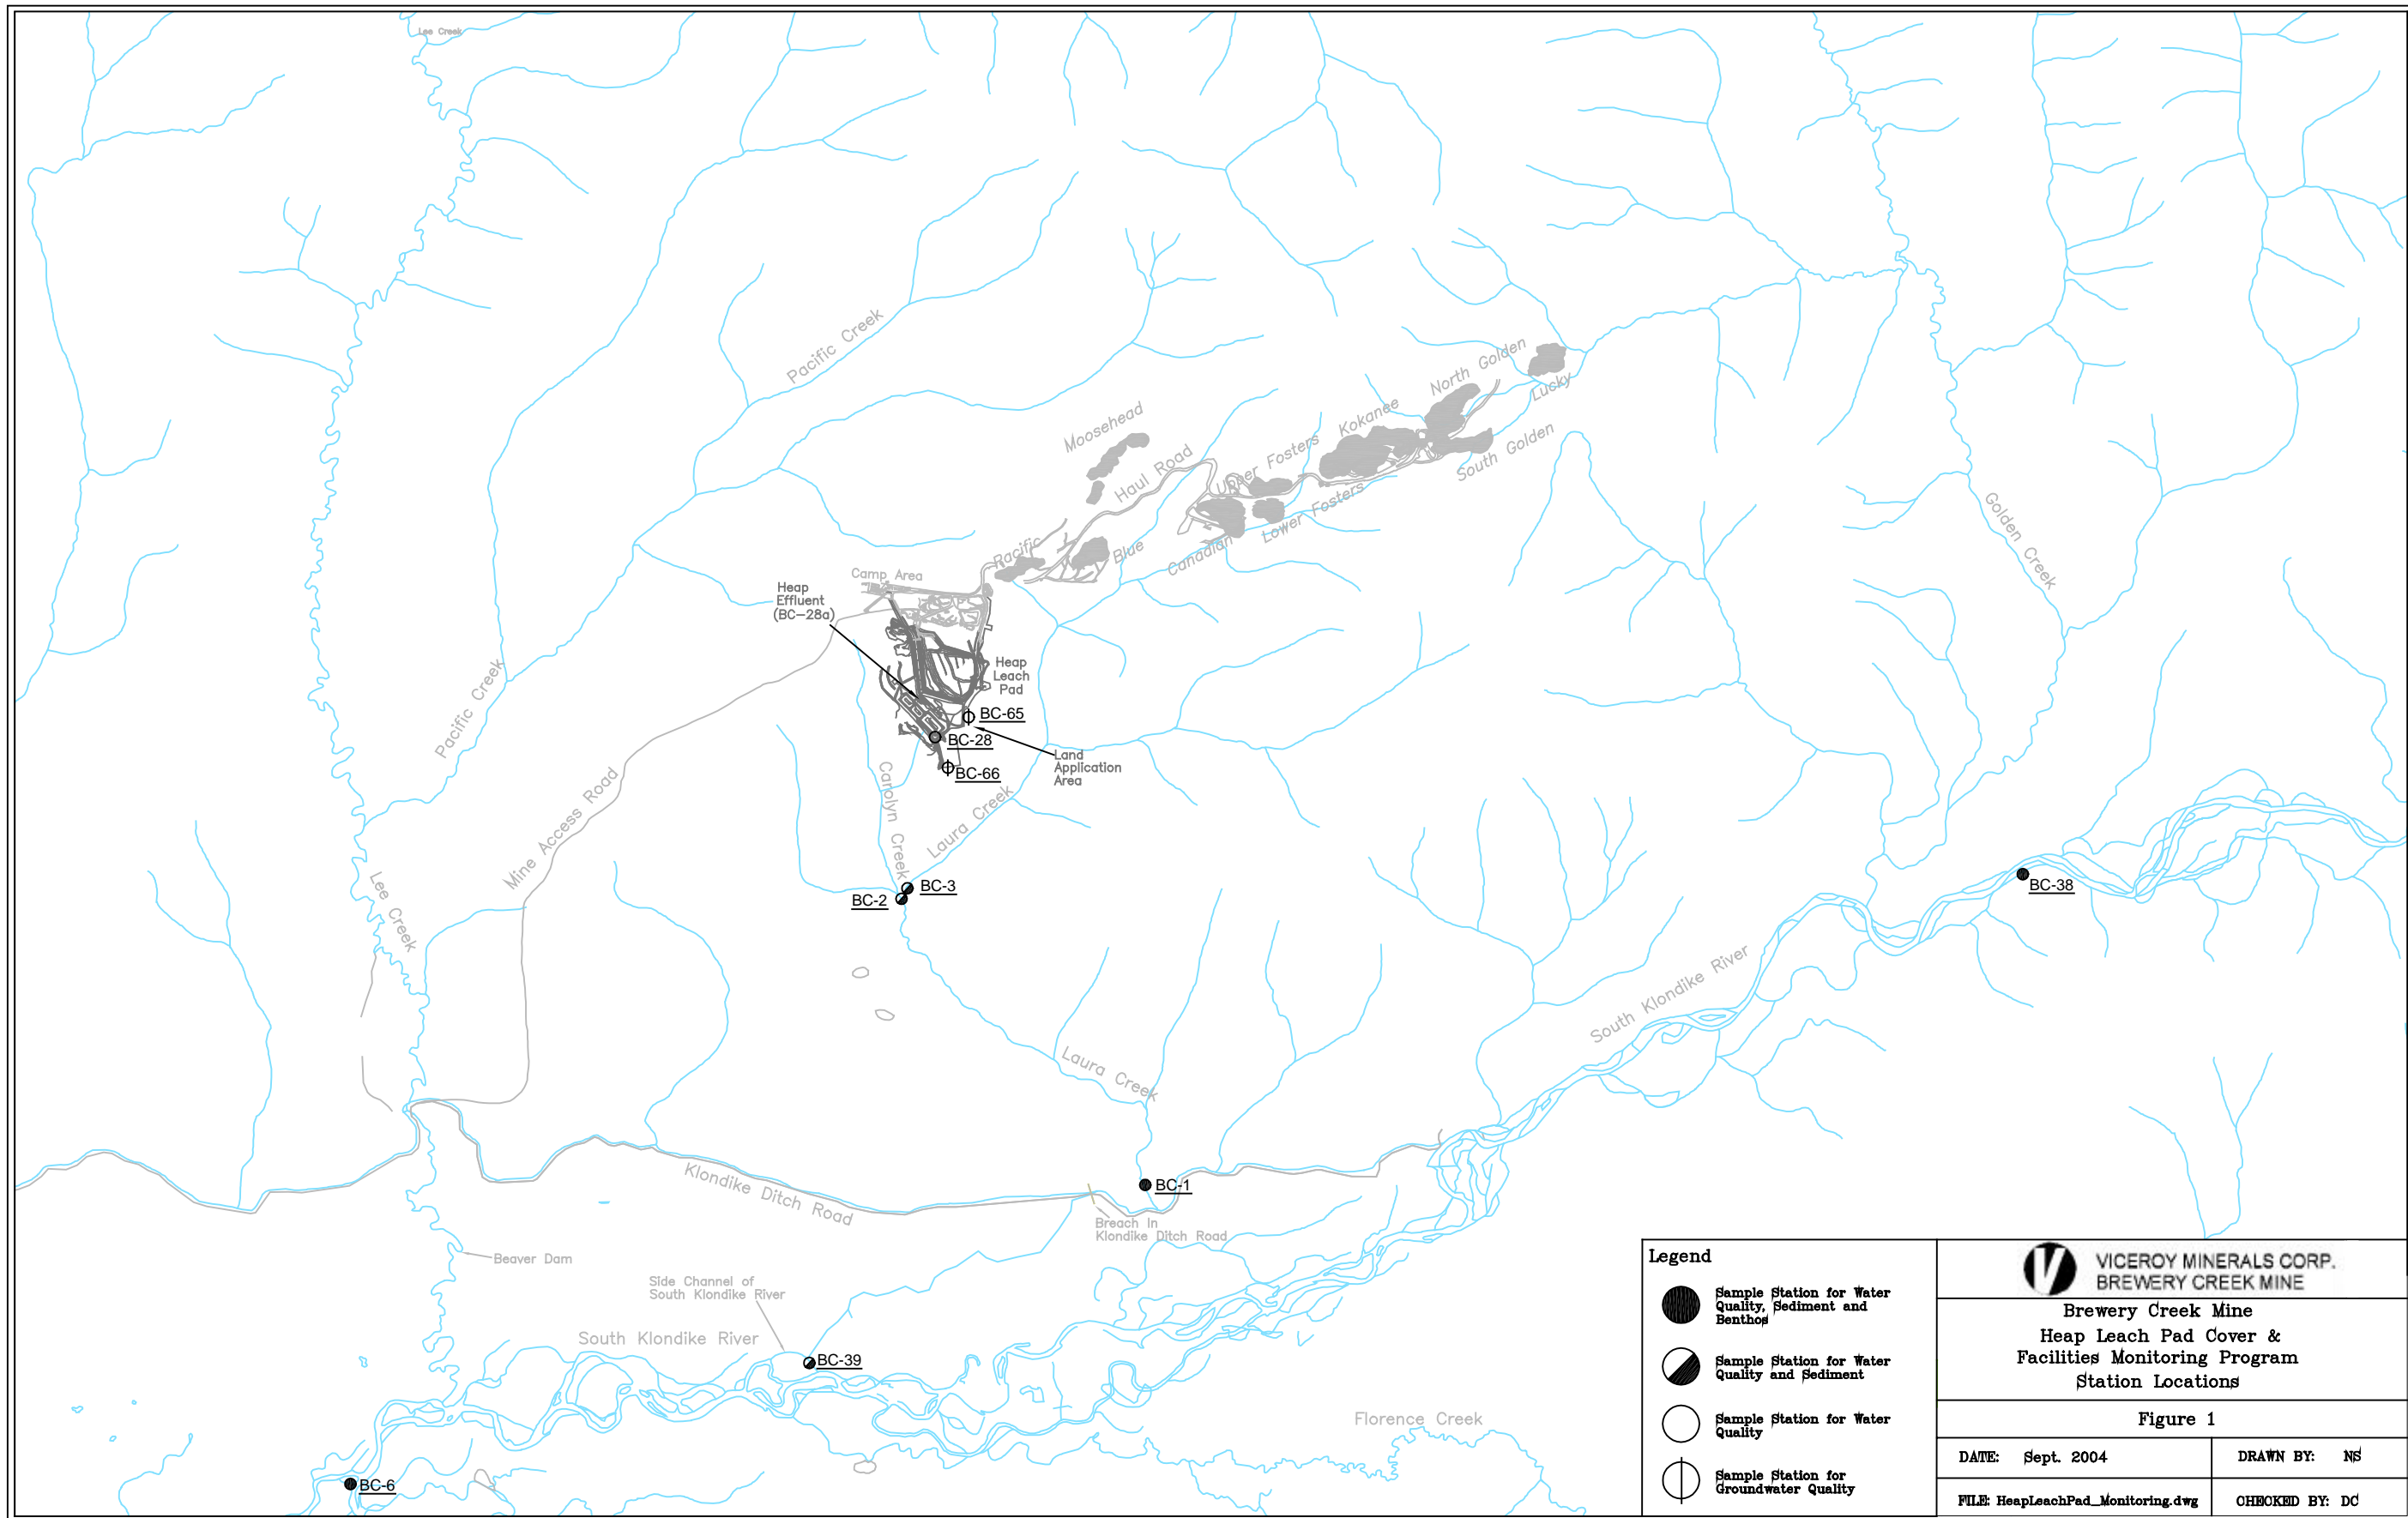 Lee Creek
Pacific Creek
Moosehead
Haul Road
Upper Fosters
Kokanee
North Golden
Lucky
South Golden
Lower Fosters
Canadian
Blue
Pacific
Golden Creek
Camp Area
Heap
Effluent
(BC-28a)
Heap
Leach
Pad
BC-65
BC-28
BC-66
Land
Application
Area
Pacific Creek
Mine Access Road
Carolyn Creek
Laura Creek
Lee Creek
BC-3
BC-2
BC-38
South Klondike River
Laura Creek
Klondike Ditch Road
BC-1
Breach In
Klondike Ditch Road
Beaver Dam
Side Channel of
South Klondike River
South Klondike River
BC-39
Florence Creek
BC-6
Legend
Sample Station for Water
Quality, Sediment and
Benthos
Sample Station for Water
Quality and Sediment
Sample Station for Water
Quality
Sample Station for
Groundwater Quality
VICEROY MINERALS CORP.
BREWERY CREEK MINE
Brewery Creek Mine
Heap Leach Pad Cover &
Facilities Monitoring Program
Station Locations
Figure 1
DATE: Sept. 2004
DRAWN BY: NS
FILE: HeapLeachPad_Monitoring.dwg
CHECKED BY: DC